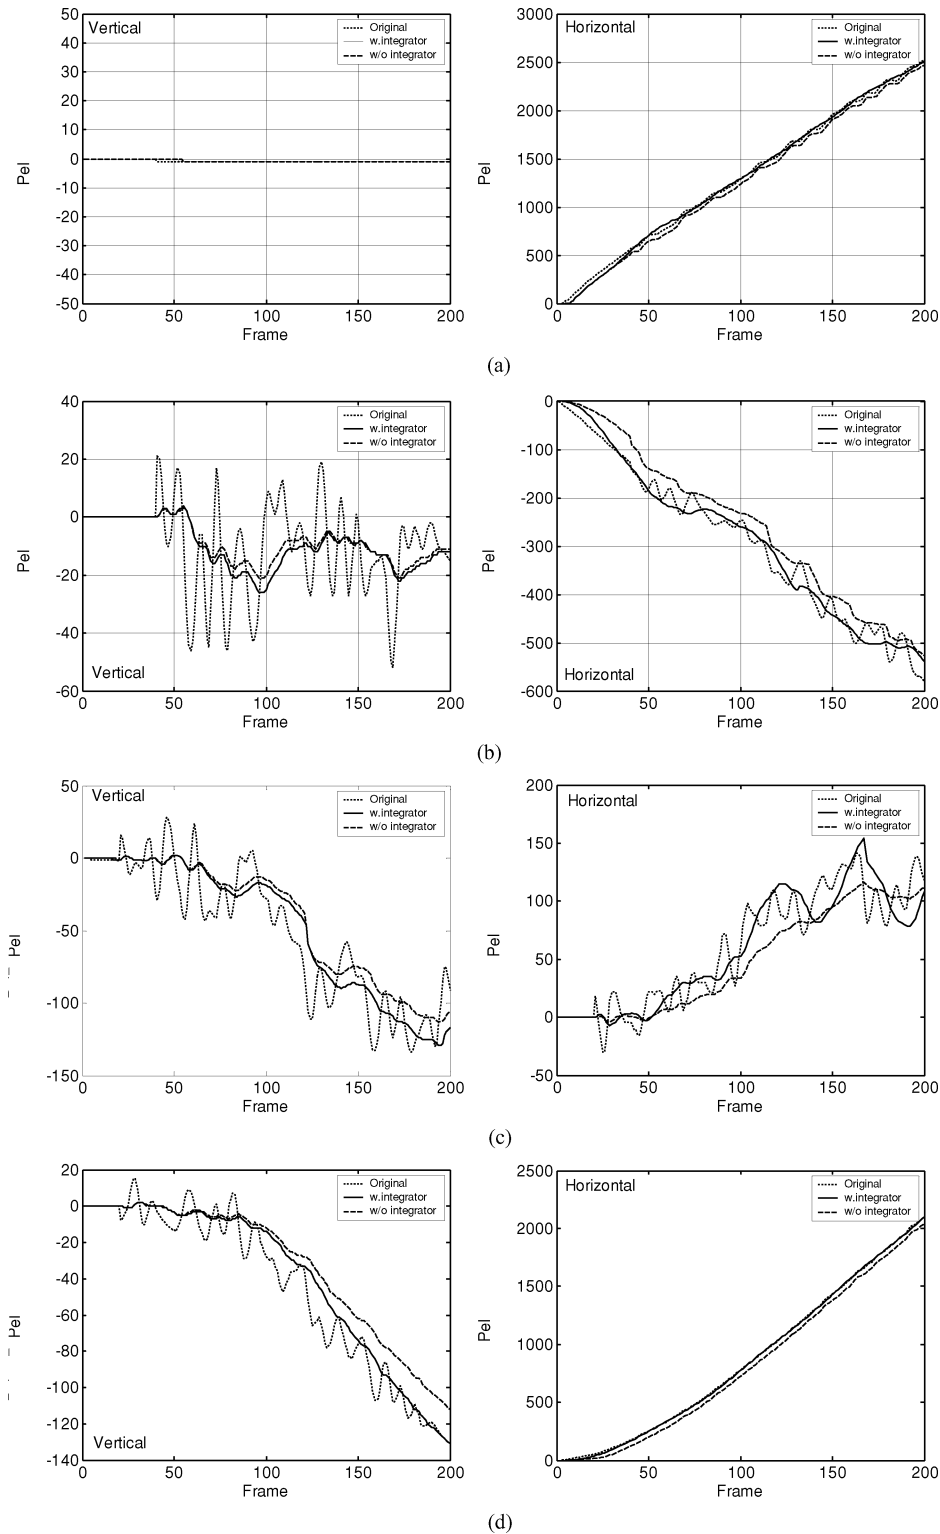 Vertical
Original
w.integrator
w/o integrator
50
40
30
20
10
0
-10
-20
-30
-40
-50
Pel
0 50 100 150 200
Frame
Horizontal
Original
w.integrator
w/o integrator
3000
2500
2000
1500
1000
500
0
Pel
0 50 100 150 200
Frame
(a)
Original
w.integrator
w/o integrator
40
20
0
-20
-40
-60
Pel
Vertical
0 50 100 150 200
Frame
Original
w.integrator
w/o integrator
0
-100
-200
-300
-400
-500
-600
Pel
Horizontal
0 50 100 150 200
Frame
(b)
Vertical
Original
w.integrator
w/o integrator
50
0
-50
-100
-150
Pel
0 50 100 150 200
Frame
Horizontal
Original
w.integrator
w/o integrator
200
150
100
50
0
-50
Pel
0 50 100 150 200
Frame
(c)
Original
w.integrator
w/o integrator
20
0
-20
-40
-60
-80
-100
-120
-140
Pel
Vertical
0 50 100 150 200
Frame
Horizontal
Original
w.integrator
w/o integrator
2500
2000
1500
1000
500
0
Pel
0 50 100 150 200
Frame
(d)